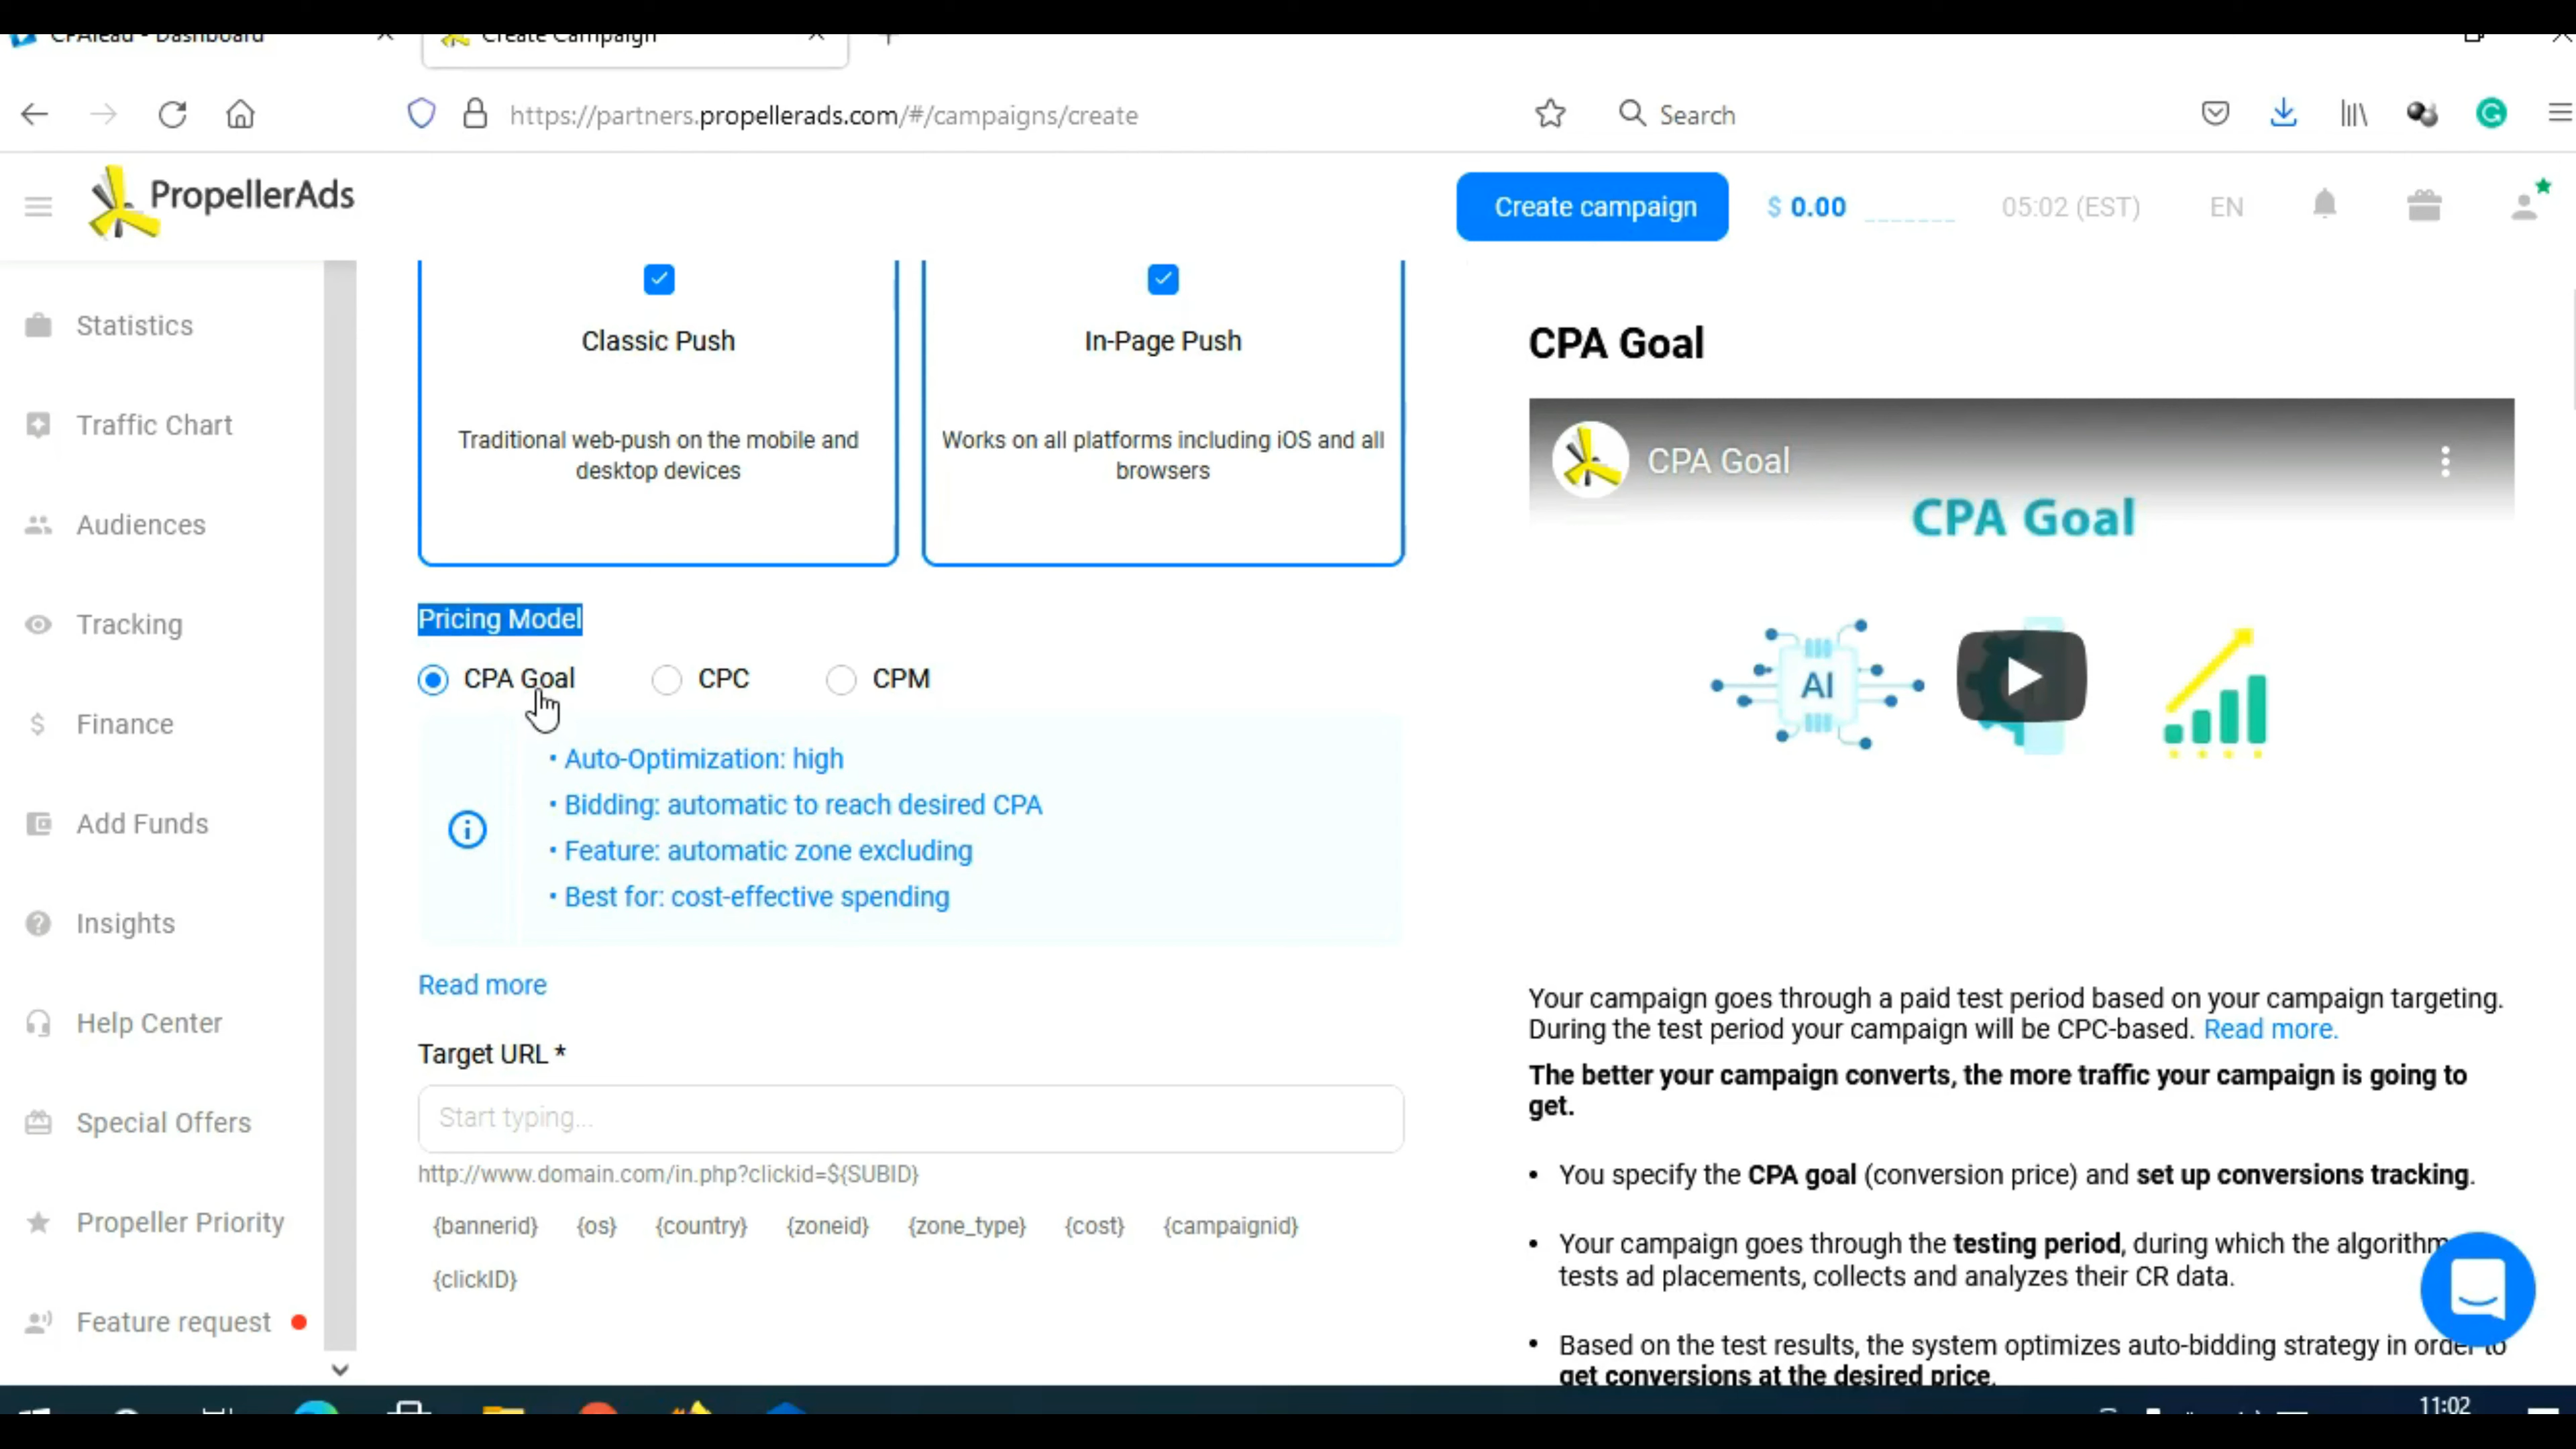 CPAlead - Dashboard
Create Campaign
https://partners.propellerads.com/#/campaigns/create
Search
PropellerAds
Create campaign
$ 0.00
05:02 (EST)
EN
Statistics
Traffic Chart
Audiences
Tracking
Finance
Add Funds
Insights
Help Center
Special Offers
Propeller Priority
Feature request
Classic Push
Traditional web-push on the mobile and
desktop devices
In-Page Push
Works on all platforms including iOS and all
browsers
Pricing Model
CPA Goal
CPC
CPM
• Auto-Optimization: high
• Bidding: automatic to reach desired CPA
• Feature: automatic zone excluding
• Best for: cost-effective spending
Read more
Target URL *
Start typing...
http://www.domain.com/in.php?clickid=${SUBID}
{bannerid} {os} {country} {zoneid} {zone_type} {cost} {campaignid}
{clickID}
CPA Goal
CPA Goal
CPA Goal
AI
Your campaign goes through a paid test period based on your campaign targeting.
During the test period your campaign will be CPC-based. Read more.
The better your campaign converts, the more traffic your campaign is going to
get.
• You specify the CPA goal (conversion price) and set up conversions tracking.
• Your campaign goes through the testing period, during which the algorithm
tests ad placements, collects and analyzes their CR data.
• Based on the test results, the system optimizes auto-bidding strategy in order to
get conversions at the desired price.
11:02